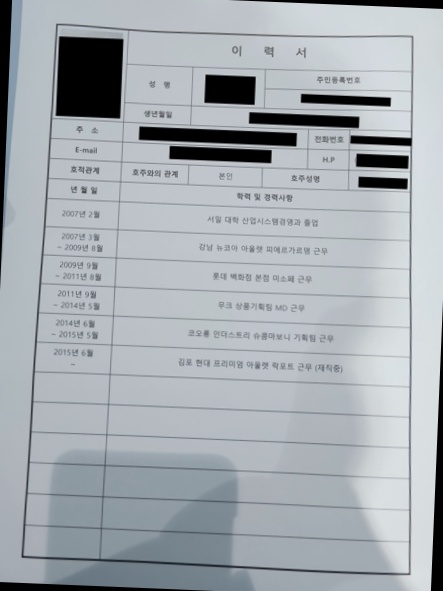 이 력 서
성 명
주민등록번호
생년월일
주 소
전화번호
E-mail
H.P
호적관계
호주와의 관계
본인
호주성명
년 월 일
학력 및 경력사항
2007년 2월
서일 대학 산업시스템경영과 졸업
2007년 3월
~ 2009년 8월
강남 뉴코아 아울렛 피에르가르뎅 근무
2009년 9월
~ 2011년 8월
롯데 백화점 본점 미소페 근무
2011년 9월
~ 2014년 5월
무크 상품기획팀 MD 근무
2014년 6월
~ 2015년 5월
코오롱 인더스트리 슈콤마보니 기획팀 근무
2015년 6월
~
김포 현대 프리미엄 아울렛 락포트 근무 (재직중)